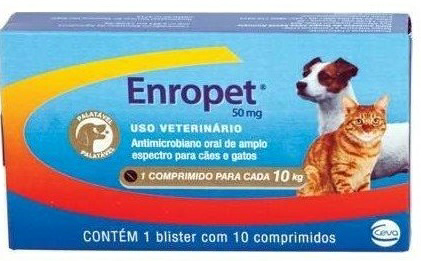 Enropet®
50 mg
PALATÁVEL
PALATÁVEL
USO VETERINÁRIO
Antimicrobiano oral de amplo
espectro para cães e gatos
1 COMPRIMIDO PARA CADA 10 kg
CONTÉM 1 blister com 10 comprimidos
Ceva